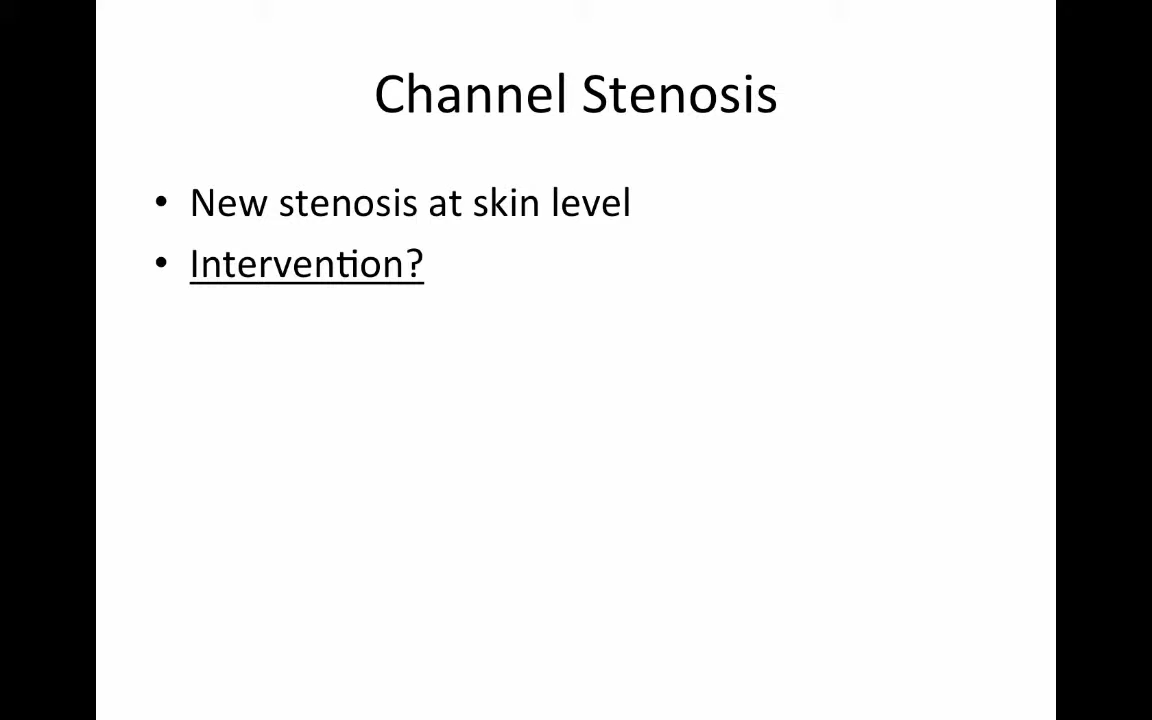 Channel Stenosis
• New stenosis at skin level
• Intervention?